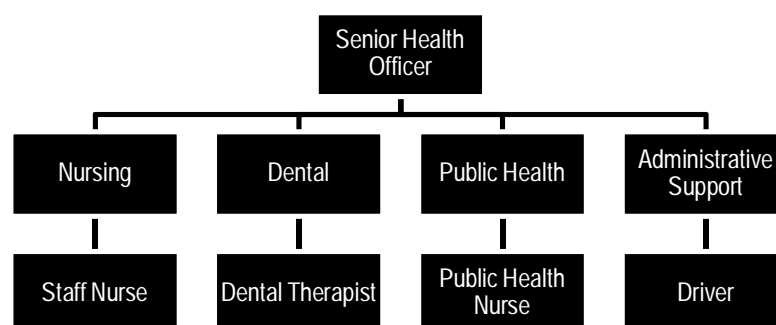 Senior Health
Officer
Nursing
Dental
Public Health
Administrative
Support
Staff Nurse
Dental Therapist
Public Health
Nurse
Driver